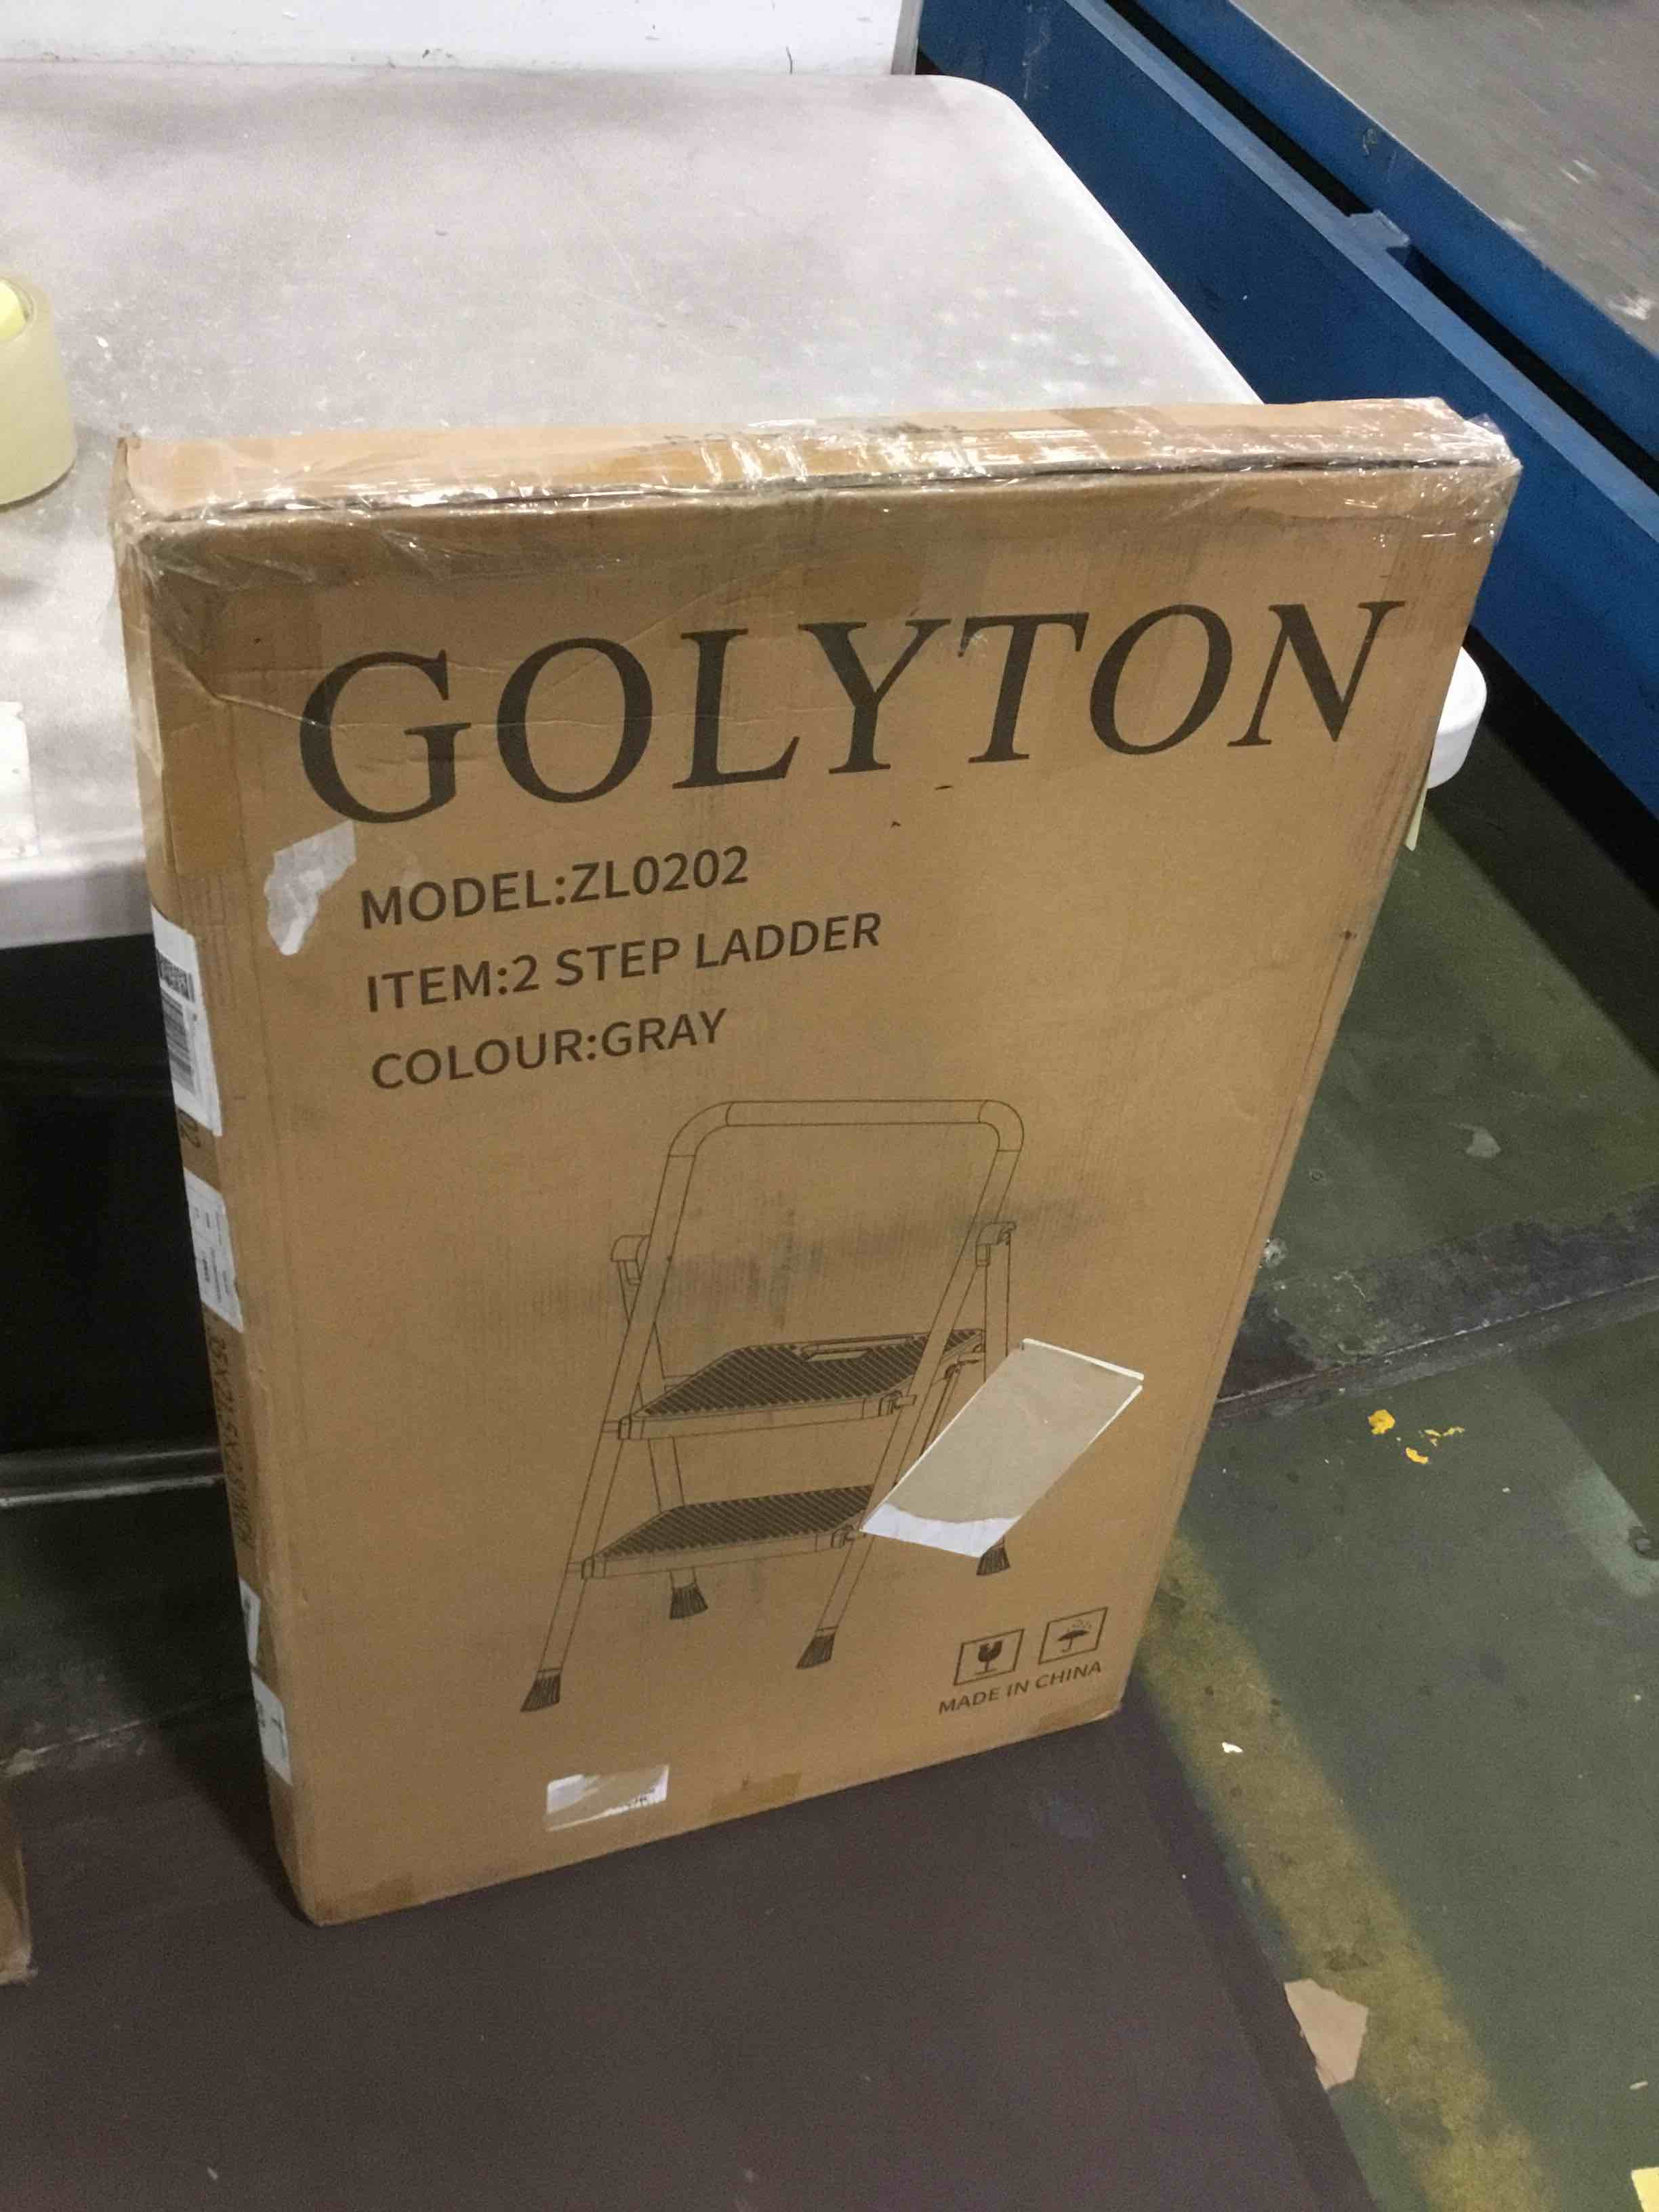 GOLYTON
MODEL:ZL0202
ITEM:2 STEP LADDER
COLOUR:GRAY
MADE IN CHINA